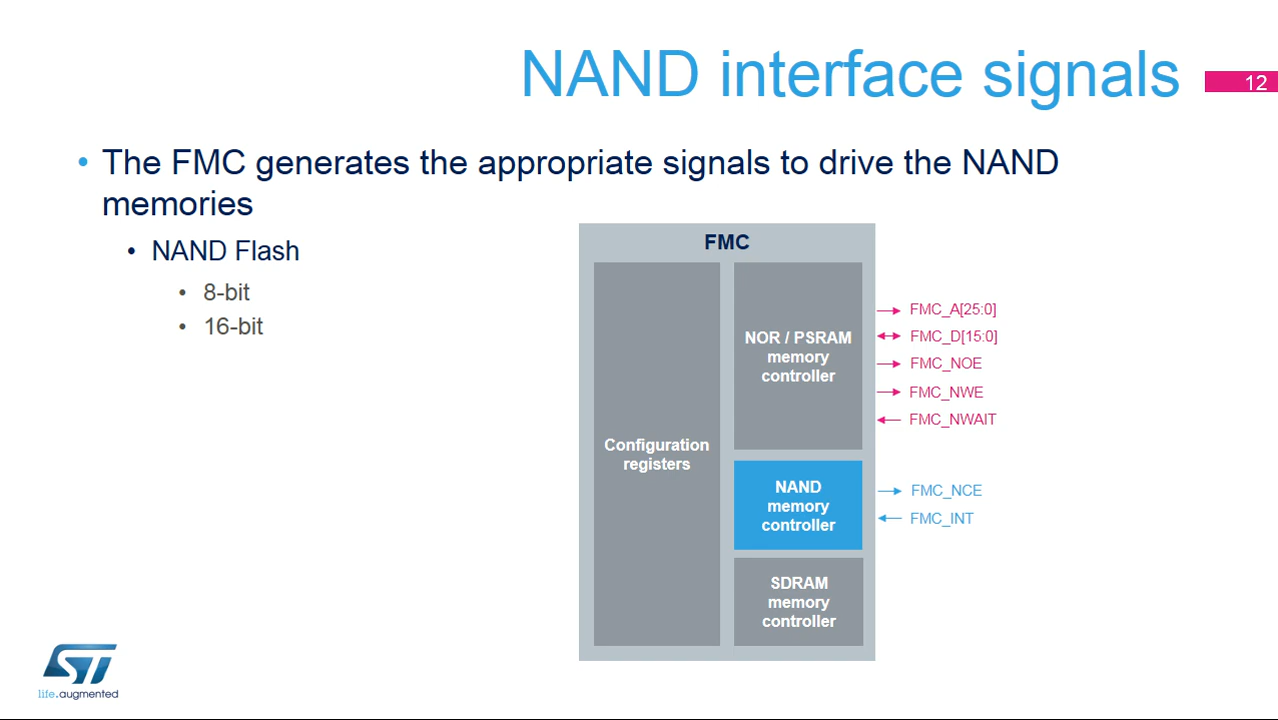 NAND interface signals
12
• The FMC generates the appropriate signals to drive the NAND
memories
• NAND Flash
• 8-bit
• 16-bit
FMC
Configuration
registers
NOR / PSRAM
memory
controller
NAND
memory
controller
SDRAM
memory
controller
FMC_A[25:0]
FMC_D[15:0]
FMC_NOE
FMC_NWE
FMC_NWAIT
FMC_NCE
FMC_INT
ST
life.augmented